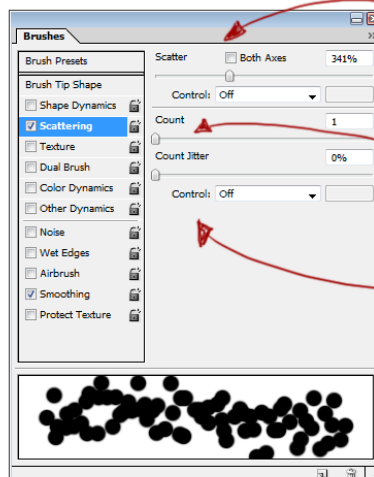 Brushes
Brush Presets
Brush Tip Shape
Shape Dynamics
Scattering
Texture
Dual Brush
Color Dynamics
Other Dynamics
Noise
Wet Edges
Airbrush
Smoothing
Protect Texture
Scatter Both Axes 341%
Control: Off
Count 1
Count Jitter 0%
Control: Off